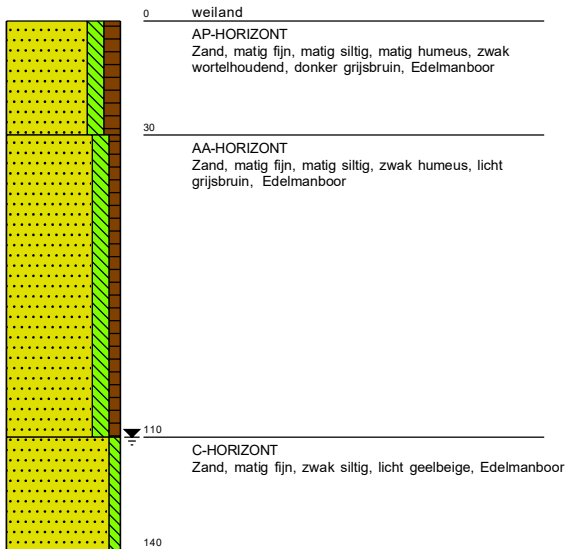 0 weiland
AP-HORIZONT
Zand, matig fijn, matig siltig, matig humeus, zwak
wortelhoudend, donker grijsbruin, Edelmanboor
30
AA-HORIZONT
Zand, matig fijn, matig siltig, zwak humeus, licht
grijsbruin, Edelmanboor
110
C-HORIZONT
Zand, matig fijn, zwak siltig, licht geelbeige, Edelmanboor
140